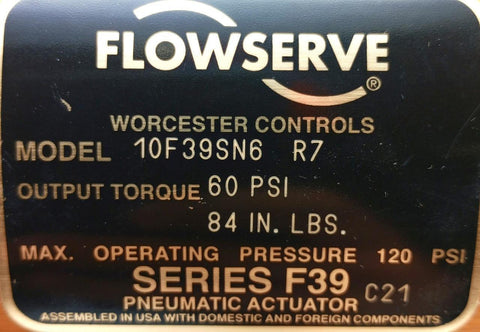 FLOWSERVE
®
WORCESTER CONTROLS
MODEL 10F39SN6 R7
OUTPUT TORQUE 60 PSI
84 IN. LBS.
MAX. OPERATING PRESSURE 120 PSI
SERIES F39 C21
PNEUMATIC ACTUATOR
ASSEMBLED IN USA WITH DOMESTIC AND FOREIGN COMPONENTS